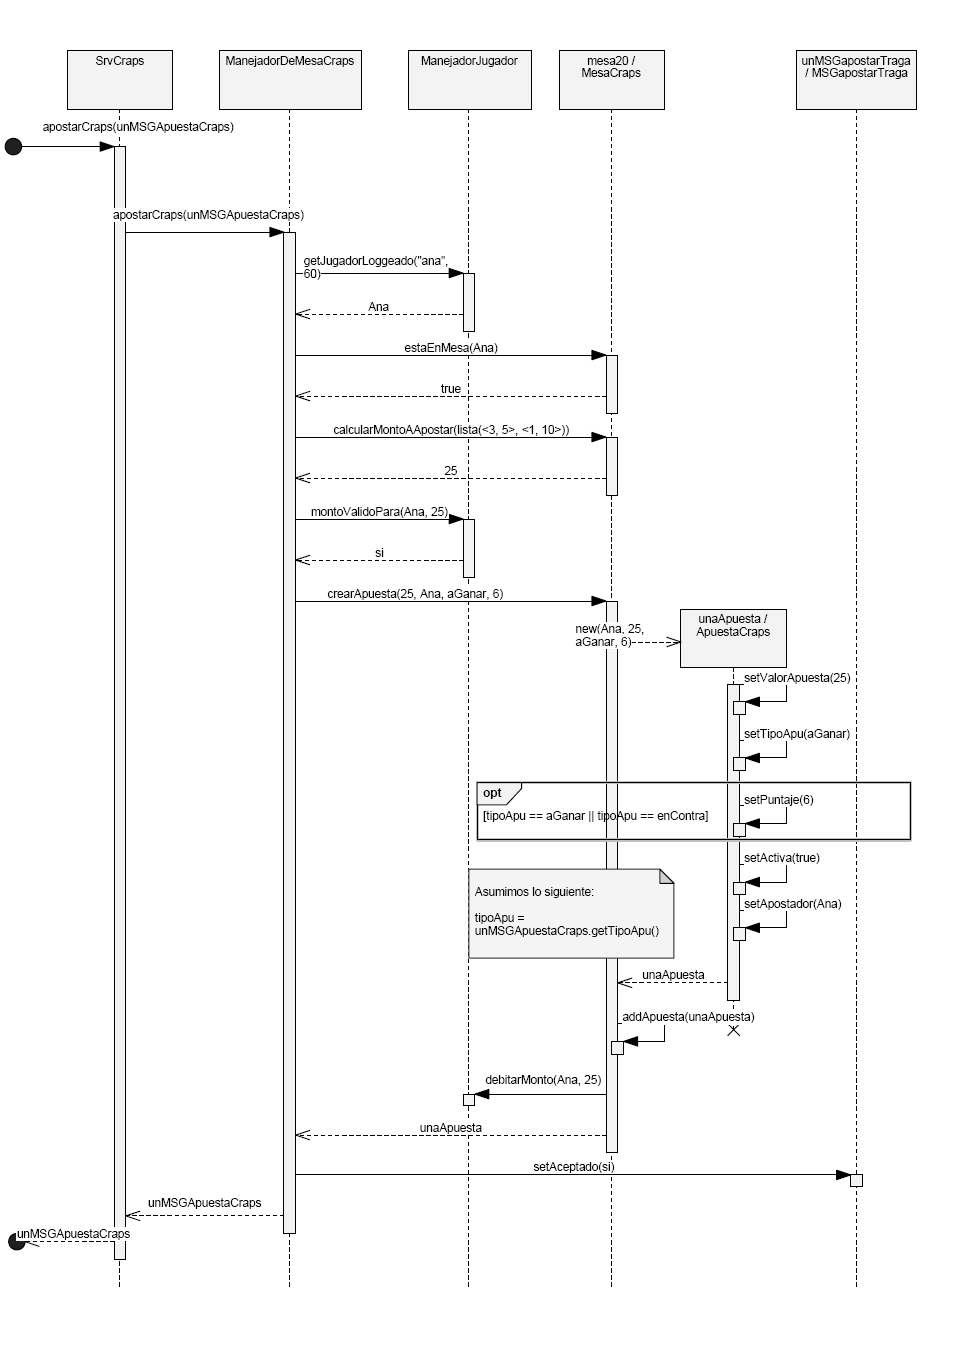 SrvCraps
ManejadorDeMesaCraps
ManejadorJugador
mesa20 /
MesaCraps
unMSGapostarTraga
/ MSGapostarTraga
apostarCraps(unMSGApuestaCraps)
apostarCraps(unMSGApuestaCraps)
getJugadorLoggeado("ana",
60)
Ana
estaEnMesa(Ana)
true
calcularMontoAApostar(lista(<3, 5>, <1, 10>))
25
montoValidoPara(Ana, 25)
si
crearApuesta(25, Ana, aGanar, 6)
unaApuesta /
ApuestaCraps
new(Ana, 25,
aGanar, 6)
setValorApuesta(25)
setTipoApu(aGanar)
opt
[tipoApu == aGanar || tipoApu == enContra]
setPuntaje(6)
setActiva(true)
Asumimos lo siguiente:
tipoApu =
unMSGApuestaCraps.getTipoApu()
setApostador(Ana)
unaApuesta
addApuesta(unaApuesta)
debitarMonto(Ana, 25)
unaApuesta
setAceptado(si)
unMSGApuestaCraps
unMSGApuestaCraps